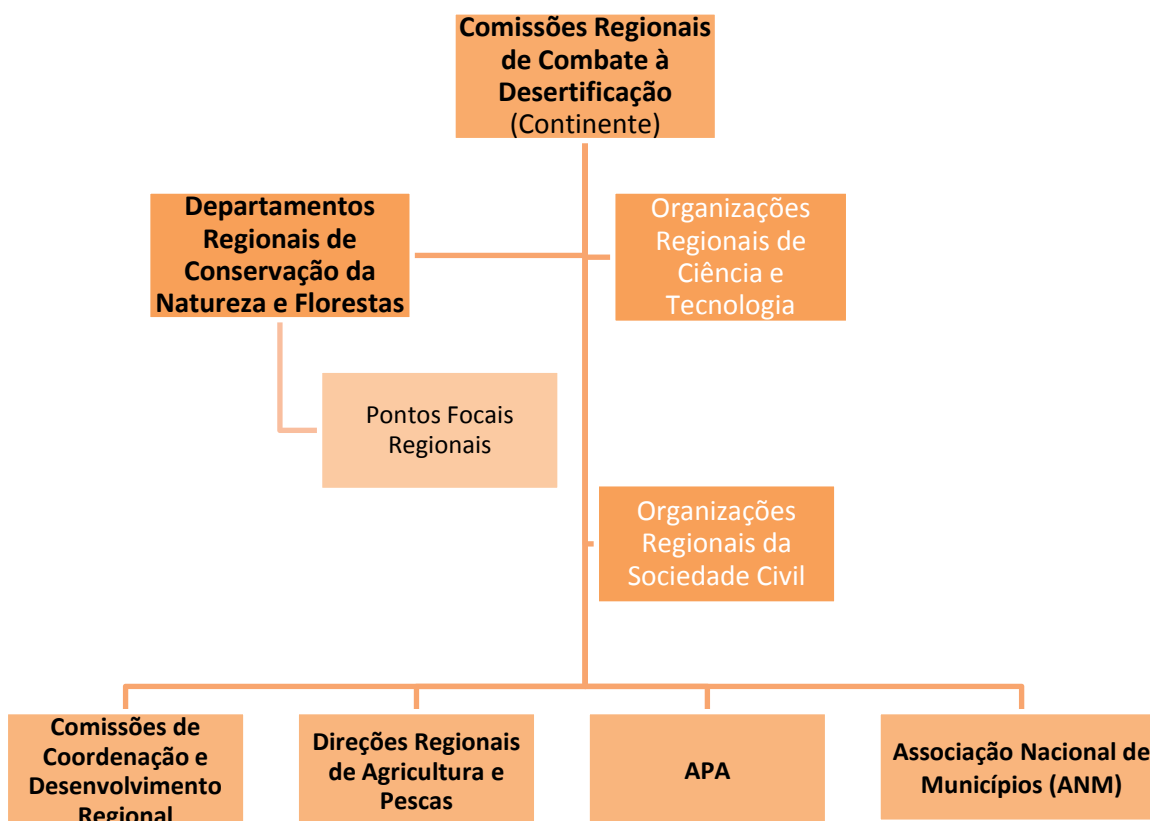 Comissões Regionais
de Combate à
Desertificação
(Continente)
Departamentos
Regionais de
Conservação da
Natureza e Florestas
Organizações
Regionais de
Ciência e
Tecnologia
Pontos Focais
Regionais
Organizações
Regionais da
Sociedade Civil
Comissões de
Coordenação e
Desenvolvimento
Regional
Direções Regionais
de Agricultura e
Pescas
APA
Associação Nacional de
Municípios (ANM)